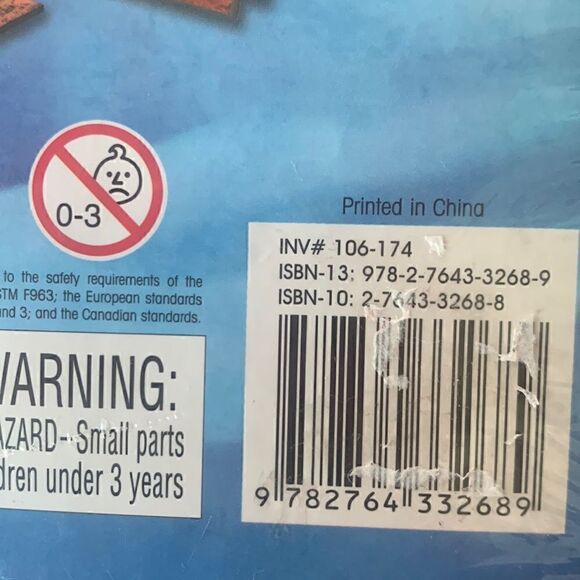 0-3
to the safety requirements of the
STM F963; the European standards
nd 3; and the Canadian standards.
WARNING:
AZARD - Small parts
dren under 3 years
Printed in China
INV# 106-174
ISBN-13: 978-2-7643-3268-9
ISBN-10: 2-7643-3268-8
9 782764 332689